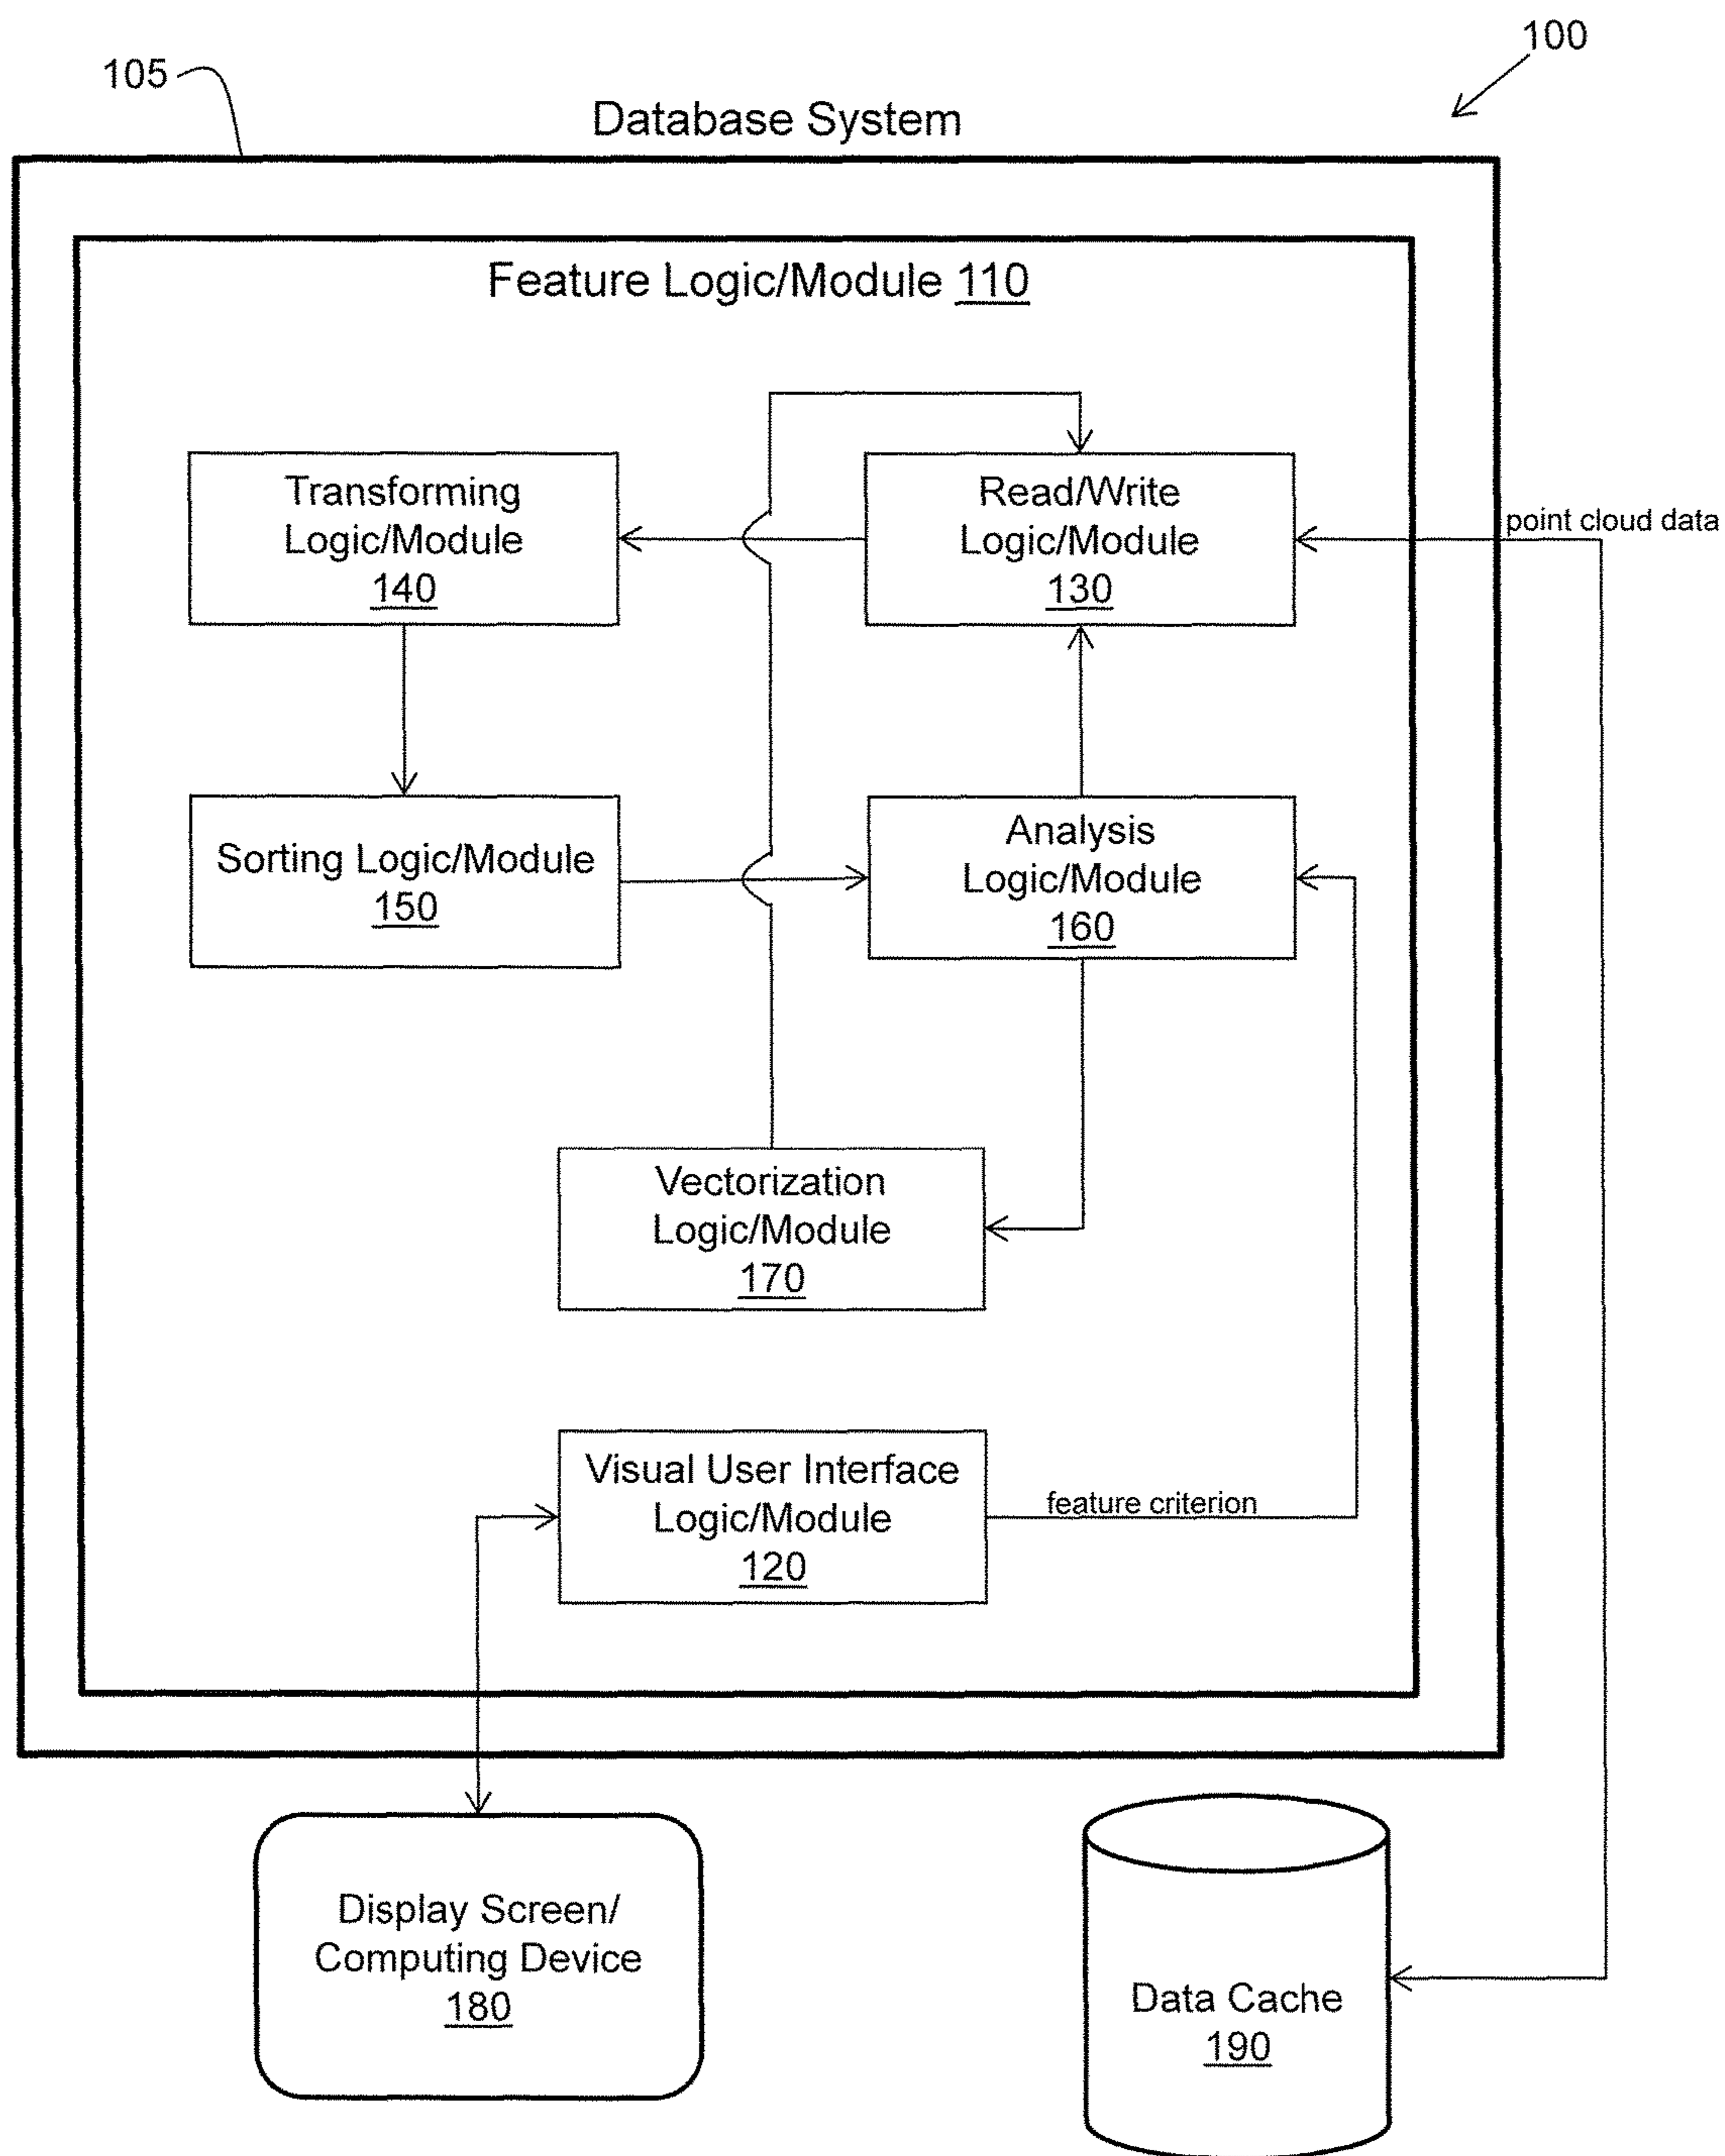 100
105
Database System
Feature Logic/Module 110
Transforming
Logic/Module
140
Read/Write
Logic/Module
130
point cloud data
Sorting Logic/Module
150
Analysis
Logic/Module
160
Vectorization
Logic/Module
170
Visual User Interface
Logic/Module
120
feature criterion
Display Screen/
Computing Device
180
Data Cache
190